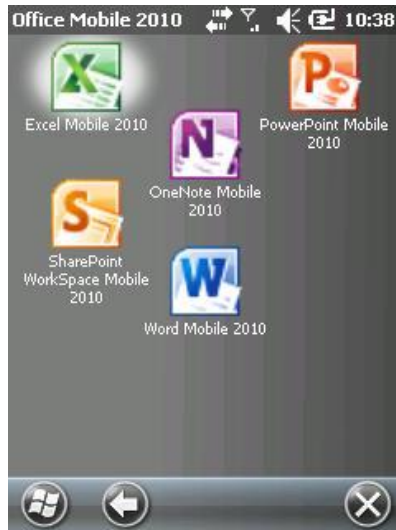 Office Mobile 2010 10:38
Excel Mobile 2010
PowerPoint Mobile
2010
OneNote Mobile
2010
SharePoint
WorkSpace Mobile
2010
Word Mobile 2010